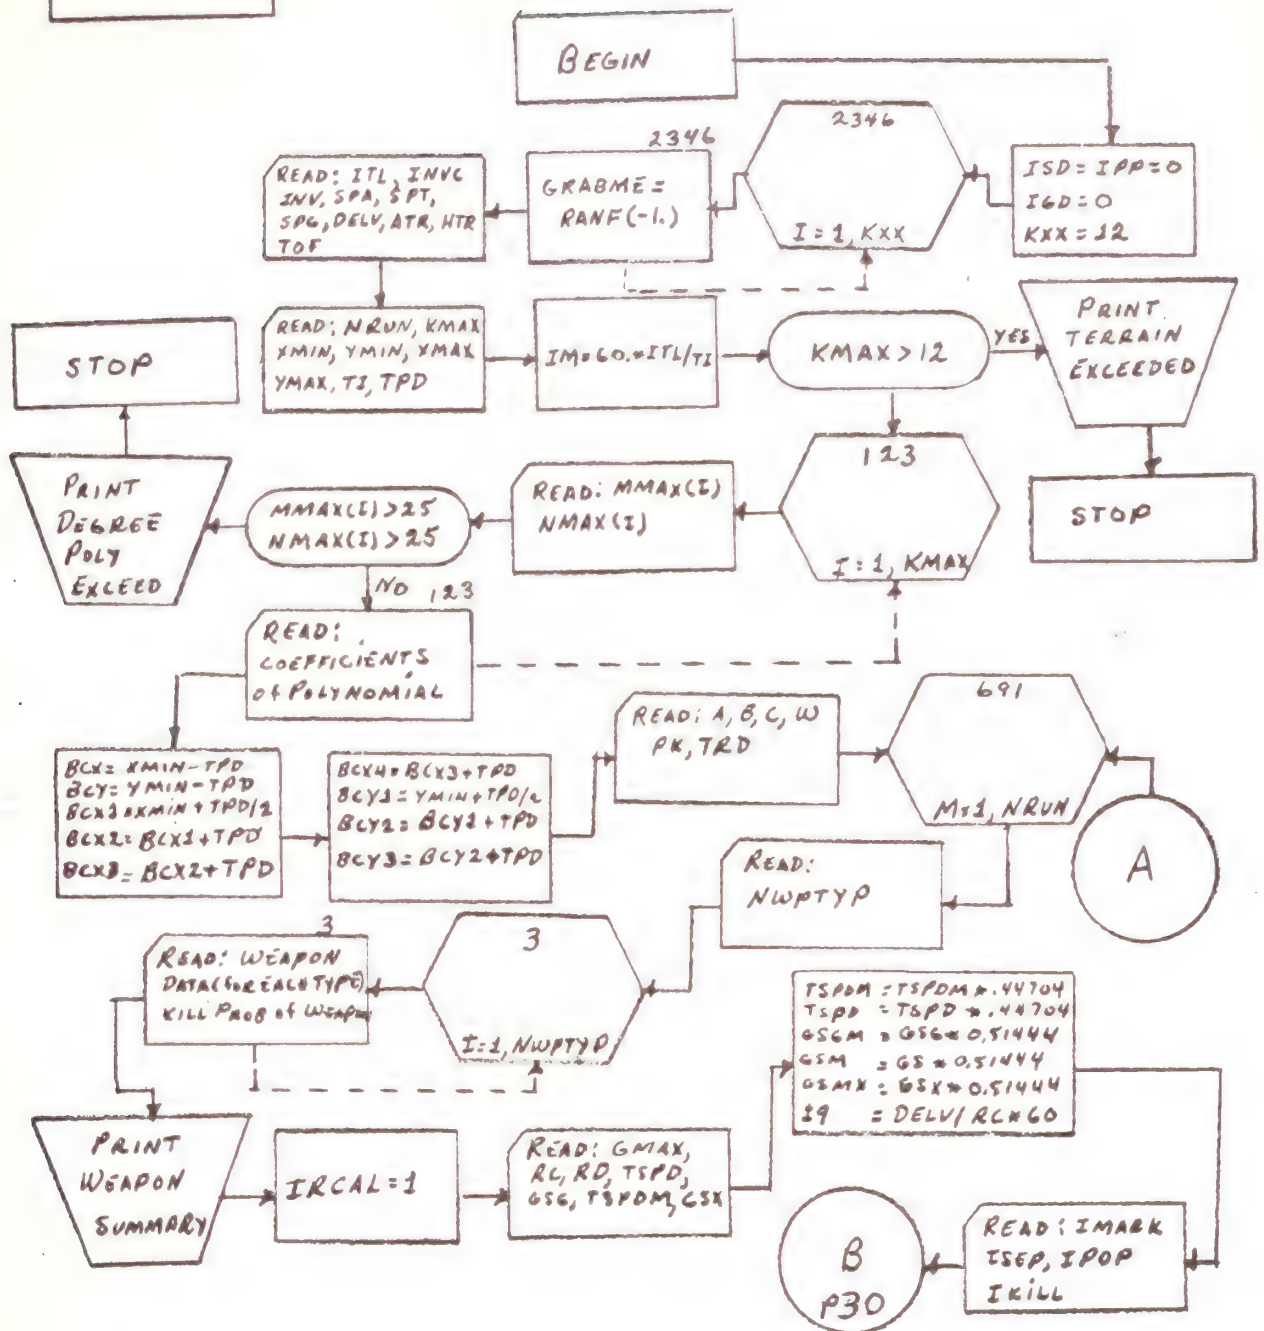 BEGIN
ISD = IPP = 0
IGD = 0
KXX = 12
2346
I = 1, KXX
2346
GRABME =
RANF(-1.)
READ: ITL, INVC
INV, SPA, SPT,
SPG, DELV, ATR, HTR
TOF
READ: NRUN, KMAX
XMIN, YMIN, XMAX
YMAX, TI, TPD
IM = 60. * ITL/TI
KMAX > 12
YES
PRINT
TERRAIN
EXCEEDED
STOP
123
I = 1, KMAX
READ: MMAX(I)
NMAX(I)
MMAX(I) > 25
NMAX(I) > 25
PRINT
DEGREE
POLY
EXCEED
STOP
NO
123
READ:
COEFFICIENTS
of POLYNOMIAL
BCX = XMIN - TPD
BCY = YMIN - TPD
BCX1 = XMIN + TPD/2
BCX2 = BCX1 + TPD
BCX3 = BCX2 + TPD
BCX4 = BCX3 + TPD
BCY1 = YMIN + TPD/2
BCY2 = BCY1 + TPD
BCY3 = BCY2 + TPD
READ: A, B, C, W
PK, TRD
691
M = 1, NRUN
A
READ:
NWPTYP
3
I = 1, NWPTYP
3
READ: WEAPON
DATA (FOR EACH TYPE)
KILL PROB of WEAPON
PRINT
WEAPON
SUMMARY
IRCAL = 1
READ: GMAX,
RC, RD, TSPD,
GSG, TSPDM, GSX
TSPDM = TSPDM * .44704
TSPD = TSPD * .44704
GSGM = GSG * 0.51444
GSM = GS * 0.51444
GSMX = GSX * 0.51444
I9 = DELV/RC * 60
READ: IMARK
ISEP, IPOP
IKILL
B
P30